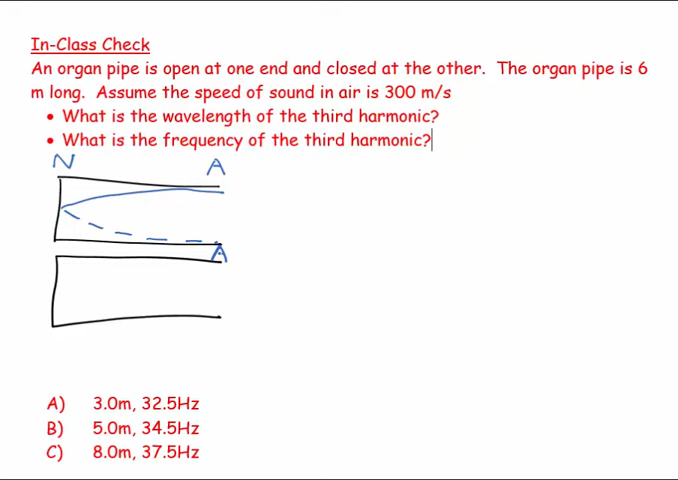 In-Class Check
An organ pipe is open at one end and closed at the other. The organ pipe is 6
m long. Assume the speed of sound in air is 300 m/s
• What is the wavelength of the third harmonic?
• What is the frequency of the third harmonic?
N A
A
A) 3.0m, 32.5Hz
B) 5.0m, 34.5Hz
C) 8.0m, 37.5Hz